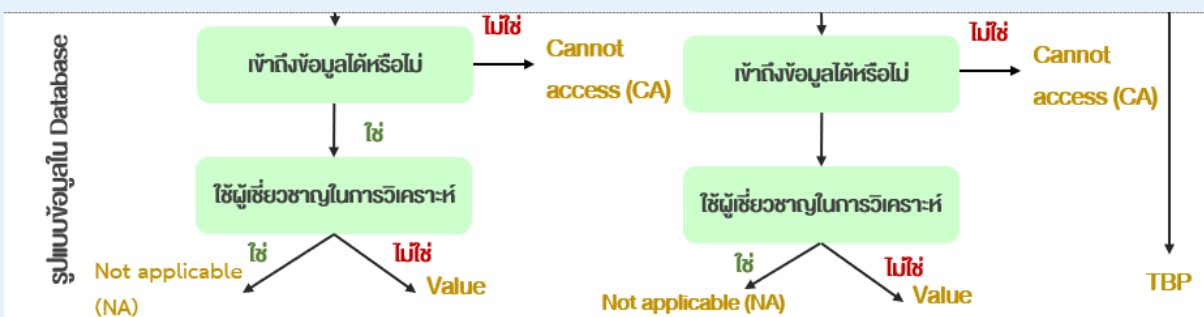 รูปแบบข้อมูลใน Database
ไม่ใช่
เข้าถึงข้อมูลได้หรือไม่
Cannot
access (CA)
ใช่
ใช้ผู้เชี่ยวชาญในการวิเคราะห์
ใช่
ไม่ใช่
Not applicable
(NA)
Value
ไม่ใช่
เข้าถึงข้อมูลได้หรือไม่
Cannot
access (CA)
ใช้ผู้เชี่ยวชาญในการวิเคราะห์
ใช่
ไม่ใช่
Not applicable (NA)
Value
TBP